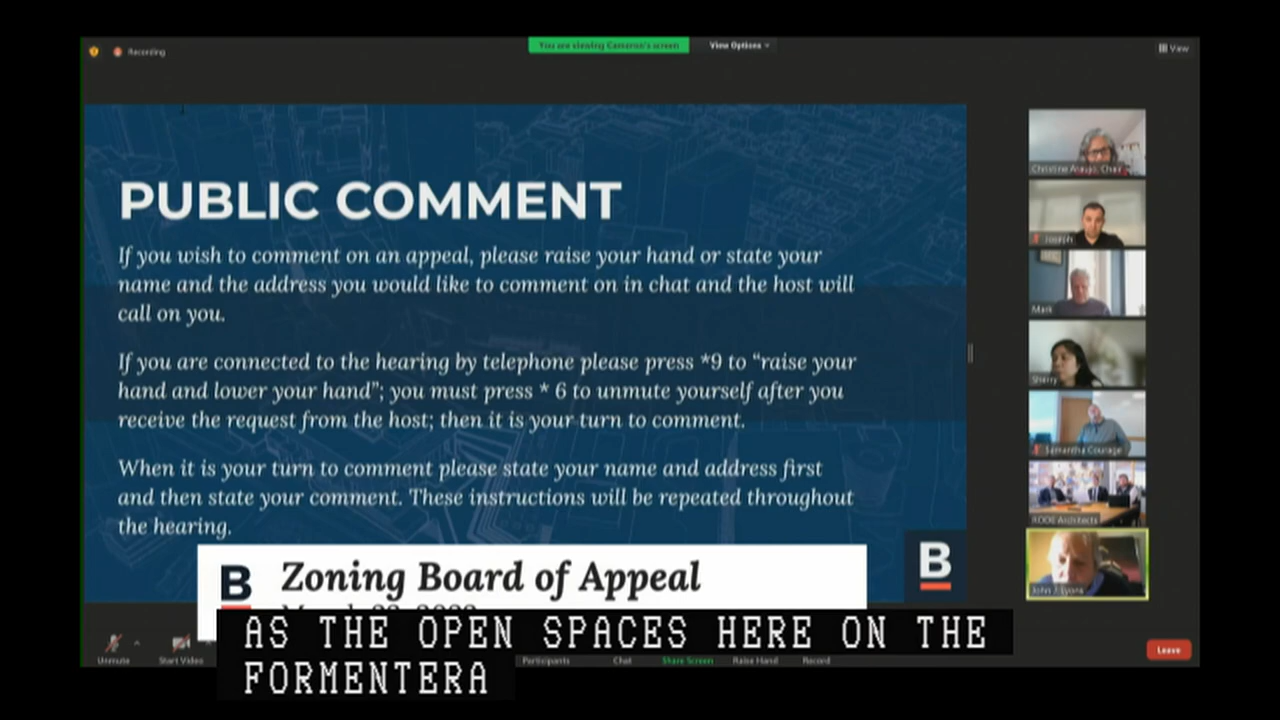 Recording
You are viewing Cameron's screen
View Options
View
PUBLIC COMMENT
If you wish to comment on an appeal, please raise your hand or state your
name and the address you would like to comment on in chat and the host will
call on you.
If you are connected to the hearing by telephone please press *9 to “raise your
hand and lower your hand”; you must press * 6 to unmute yourself after you
receive the request from the host; then it is your turn to comment.
When it is your turn to comment please state your name and address first
and then state your comment. These instructions will be repeated throughout
the hearing.
B
B
Zoning Board of Appeal
AS THE OPEN SPACES HERE ON THE
FORMENTERA
Christine Araujo, Chair
Joseph
Mark
Sherry
Samantha Courage
RODE Architects
John
Unmute
Start Video
Participants
Chat
Share Screen
Raise Hand
Record
Leave